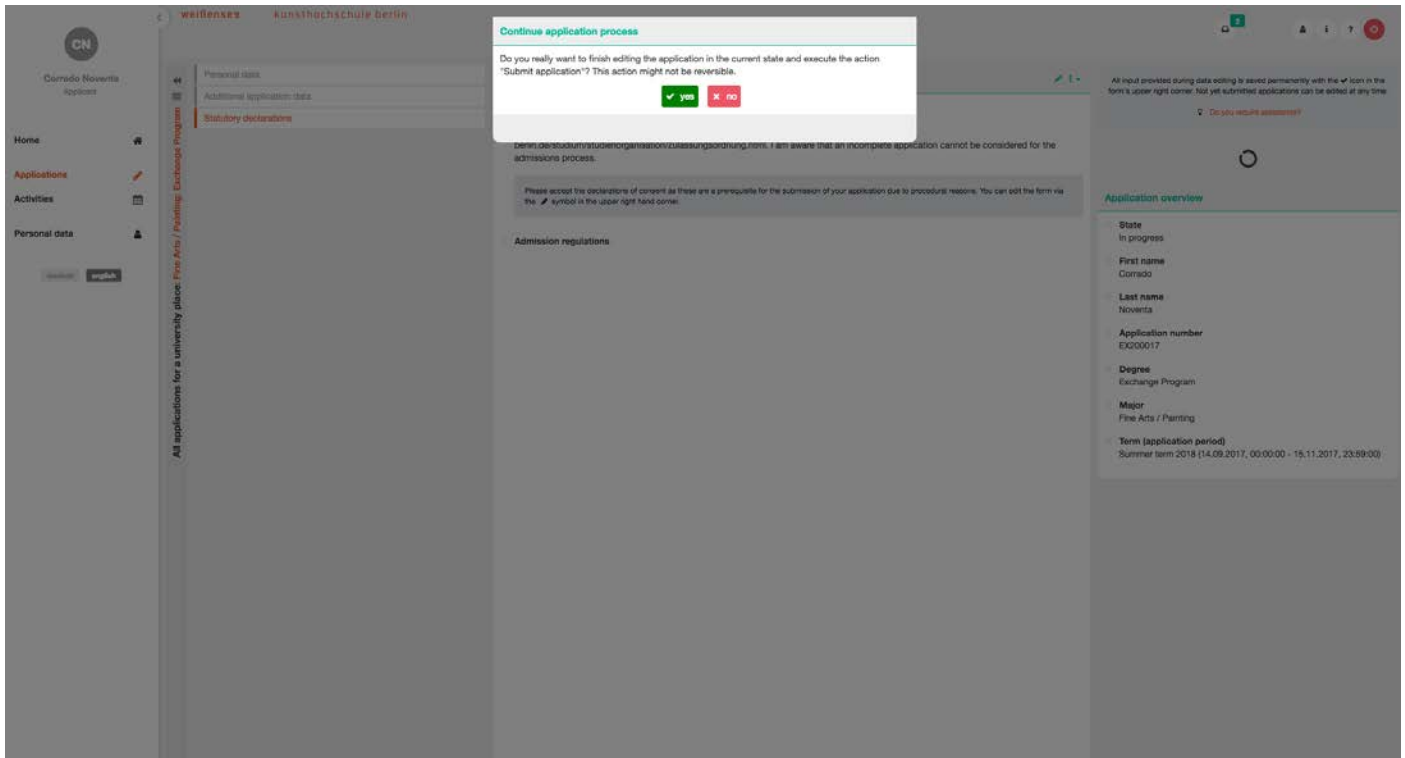 weißensee kunsthochschule berlin
CN
Corrado Noventa
Applicant
Home
Applications
Activities
Personal data
english
All applications for a university place: Fine Arts / Painting: Exchange Program
Personal data
Additional application data
Statutory declarations
Continue application process
Do you really want to finish editing the application in the current state and execute the action
"Submit application"? This action might not be reversible.
yes
no
berlin.de/studium/studienorganisation/zulassungsordnung.html. I am aware that an incomplete application cannot be considered for the
admissions process.
Please accept the declarations of consent as these are a prerequisite for the submission of your application due to procedural reasons. You can edit the form via
the symbol in the upper right hand corner.
Admission regulations
2
i
?
All input provided during data editing is saved permanently with the ✔ icon in the
form's upper right corner. Not yet submitted applications can be edited at any time
Do you require assistance?
Application overview
State
In progress
First name
Corrado
Last name
Noventa
Application number
EX200017
Degree
Exchange Program
Major
Fine Arts / Painting
Term (application period)
Summer term 2018 (14.09.2017, 00:00:00 - 15.11.2017, 23:59:00)